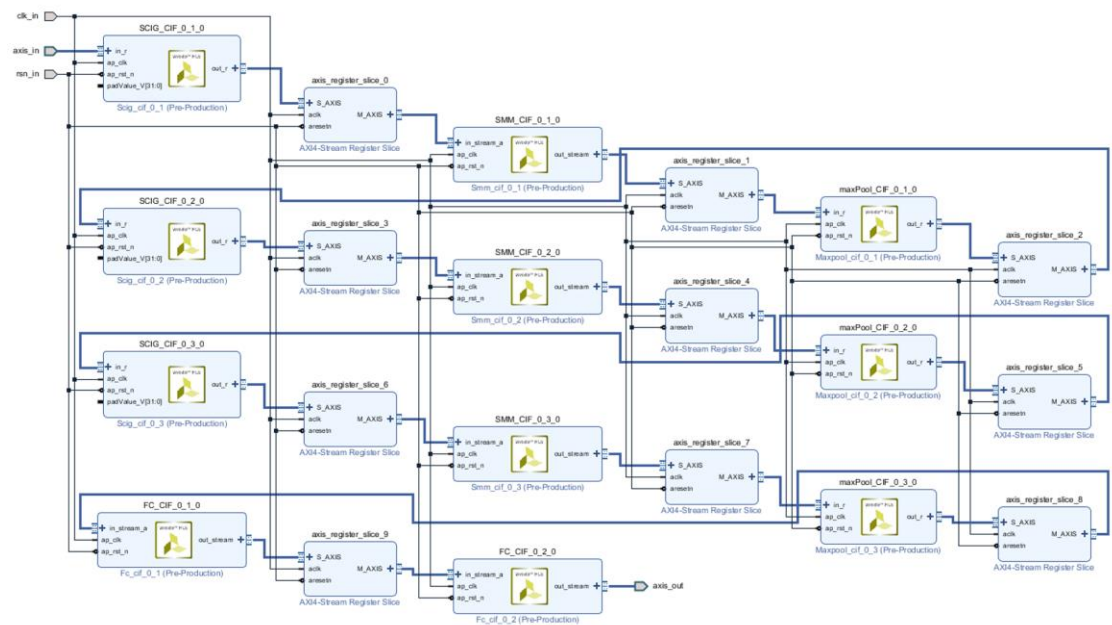 clk_in
axis_in
rsn_in
SCIG_CIF_0_1_0
in_r
ap_clk
ap_rst_n
padValue_V[31:0]
out_r
Scig_cif_0_1 (Pre-Production)
axis_register_slice_0
S_AXIS
aclk
aresetn
M_AXIS
AXI4-Stream Register Slice
SMM_CIF_0_1_0
in_stream_a
ap_clk
ap_rst_n
out_stream
Smm_cif_0_1 (Pre-Production)
axis_register_slice_1
S_AXIS
aclk
aresetn
M_AXIS
AXI4-Stream Register Slice
maxPool_CIF_0_1_0
in_r
ap_clk
ap_rst_n
out_r
Maxpool_cif_0_1 (Pre-Production)
axis_register_slice_2
S_AXIS
aclk
aresetn
M_AXIS
AXI4-Stream Register Slice
SCIG_CIF_0_2_0
in_r
ap_clk
ap_rst_n
padValue_V[31:0]
out_r
Scig_cif_0_2 (Pre-Production)
axis_register_slice_3
S_AXIS
aclk
aresetn
M_AXIS
AXI4-Stream Register Slice
SMM_CIF_0_2_0
in_stream_a
ap_clk
ap_rst_n
out_stream
Smm_cif_0_2 (Pre-Production)
axis_register_slice_4
S_AXIS
aclk
aresetn
M_AXIS
AXI4-Stream Register Slice
maxPool_CIF_0_2_0
in_r
ap_clk
ap_rst_n
out_r
Maxpool_cif_0_2 (Pre-Production)
axis_register_slice_5
S_AXIS
aclk
aresetn
M_AXIS
AXI4-Stream Register Slice
SCIG_CIF_0_3_0
in_r
ap_clk
ap_rst_n
padValue_V[31:0]
out_r
Scig_cif_0_3 (Pre-Production)
axis_register_slice_6
S_AXIS
aclk
aresetn
M_AXIS
AXI4-Stream Register Slice
SMM_CIF_0_3_0
in_stream_a
ap_clk
ap_rst_n
out_stream
Smm_cif_0_3 (Pre-Production)
axis_register_slice_7
S_AXIS
aclk
aresetn
M_AXIS
AXI4-Stream Register Slice
maxPool_CIF_0_3_0
in_r
ap_clk
ap_rst_n
out_r
Maxpool_cif_0_3 (Pre-Production)
axis_register_slice_8
S_AXIS
aclk
aresetn
M_AXIS
AXI4-Stream Register Slice
FC_CIF_0_1_0
in_stream_a
ap_clk
ap_rst_n
out_stream
Fc_cif_0_1 (Pre-Production)
axis_register_slice_9
S_AXIS
aclk
aresetn
M_AXIS
AXI4-Stream Register Slice
FC_CIF_0_2_0
in_stream_a
ap_clk
ap_rst_n
out_stream
Fc_cif_0_2 (Pre-Production)
axis_out